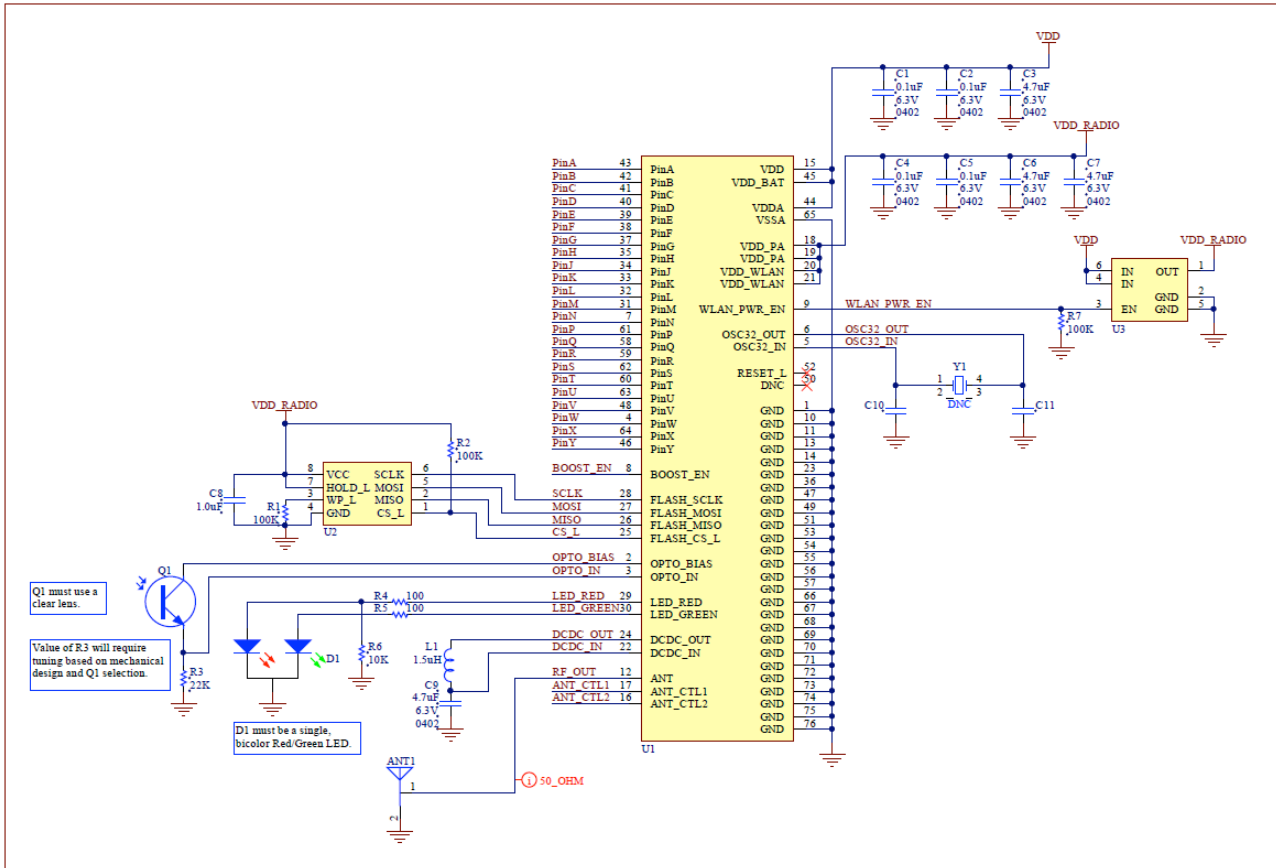 VDD
C1
0.1uF
6.3V
0402
C2
0.1uF
6.3V
0402
C3
4.7uF
6.3V
0402
VDD_RADIO
C4
0.1uF
6.3V
0402
C5
0.1uF
6.3V
0402
C6
4.7uF
6.3V
0402
C7
4.7uF
6.3V
0402
PinA 43 PinA
PinB 42 PinB
PinC 41 PinC
PinD 40 PinD
PinE 39 PinE
PinF 38 PinF
PinG 37 PinG
PinH 35 PinH
PinJ 34 PinJ
PinK 33 PinK
PinL 32 PinL
PinM 31 PinM
PinN 7 PinN
PinP 61 PinP
PinQ 58 PinQ
PinR 59 PinR
PinS 62 PinS
PinT 60 PinT
PinU 63 PinU
PinV 48 PinV
PinW 4 PinW
PinX 64 PinX
PinY 46 PinY
BOOST_EN 8 BOOST_EN
SCLK 28 FLASH_SCLK
MOSI 27 FLASH_MOSI
MISO 26 FLASH_MISO
CS_L 25 FLASH_CS_L
OPTO_BIAS 2 OPTO_BIAS
OPTO_IN 3 OPTO_IN
LED_RED 29 LED_RED
LED_GREEN 30 LED_GREEN
DCDC_OUT 24 DCDC_OUT
DCDC_IN 22 DCDC_IN
RF_OUT 12 ANT
ANT_CTL1 17 ANT_CTL1
ANT_CTL2 16 ANT_CTL2
U1
VDD 15
VDD_BAT 45
VDDA 44
VSSA 65
VDD_PA 18
VDD_PA 19
VDD_WLAN 20
VDD_WLAN 21
WLAN_PWR_EN 9 WLAN_PWR_EN
OSC32_OUT 6 OSC32_OUT
OSC32_IN 5 OSC32_IN
RESET_L 52
DNC 50
GND 1
GND 10
GND 11
GND 13
GND 14
GND 23
GND 36
GND 47
GND 49
GND 51
GND 53
GND 54
GND 55
GND 56
GND 57
GND 66
GND 67
GND 68
GND 69
GND 70
GND 71
GND 72
GND 73
GND 74
GND 75
GND 76
VDD
VDD_RADIO
6 IN OUT 1
4 IN
GND 2
3 EN GND 5
U3
R7
100K
Y1
1 4
2 3
DNC
C10
C11
VDD_RADIO
R2
100K
8 VCC SCLK 6
7 HOLD_L MOSI 5
3 WP_L MISO 2
4 GND CS_L 1
U2
C8
1.0uF
R1
100K
Q1
Q1 must use a
clear lens.
Value of R3 will require
tuning based on mechanical
design and Q1 selection.
R3
22K
R4 100
R5 100
R6
10K
D1
D1 must be a single,
bicolor Red/Green LED.
L1
1.5uH
C9
4.7uF
6.3V
0402
ANT1
1
2
i 50_OHM